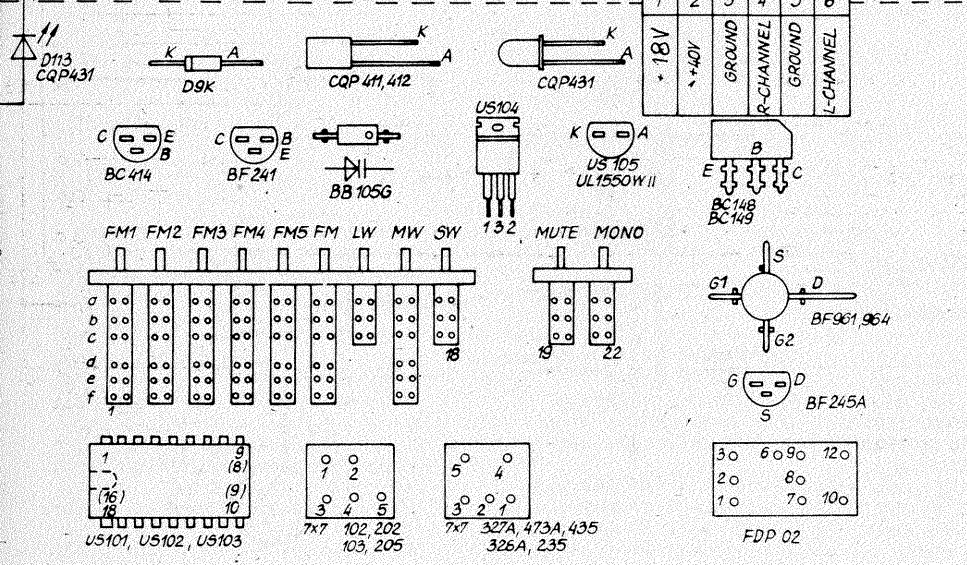 1 2 3 4 5 6
+18V
++40V
GROUND
R-CHANNEL
GROUND
L-CHANNEL
D113
CQP431
K A
D9K
K
A
CQP 411,412
K
A
CQP431
C E
B
BC414
C B
E
BF241
BB105G
US104
1 3 2
K A
US105
UL1550W II
B
E C
BC148
BC149
FM1 FM2 FM3 FM4 FM5 FM LW MW SW
a
b
c
d
e
f
1
18
MUTE MONO
19 22
S
G1 D
G2
BF961,964
G D
S
BF245A
1 9
(8)
(16) (9)
18 10
US101, US102, US103
1 2
3 4 5
7x7 102, 202
103, 205
5 4
3 2 1
7x7 327A, 473A, 435
326A, 235
3 6 9 12
2 8
1 7 10
FDP 02